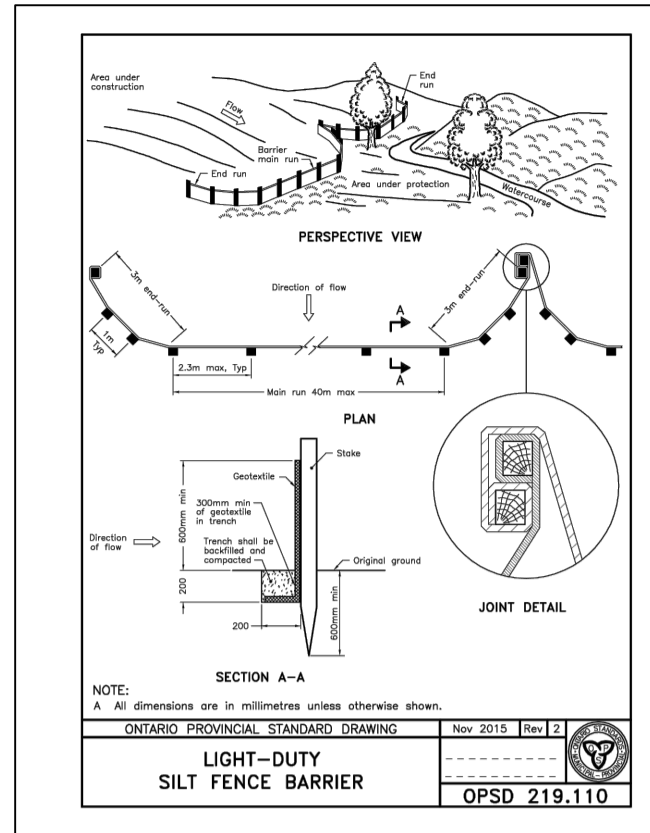 Area under
construction
Flow
End
run
Barrier
main run
End run
Area under protection
Watercourse
PERSPECTIVE VIEW
3m end-run
Direction of flow
A
3m end-run
1m
Typ
2.3m max, Typ
A
Main run 40m max
PLAN
Stake
Geotextile
600mm min
300mm min
of geotextile
in trench
Direction
of flow
Trench shall be
backfilled and
compacted
Original ground
200
600mm min
200
JOINT DETAIL
SECTION A-A
NOTE:
A All dimensions are in millimetres unless otherwise shown.
ONTARIO PROVINCIAL STANDARD DRAWING
Nov 2015 Rev 2
LIGHT-DUTY
SILT FENCE BARRIER
ONTARIO STANDARDS
MUNICIPAL - PROVINCIAL
O P S
OPSD 219.110